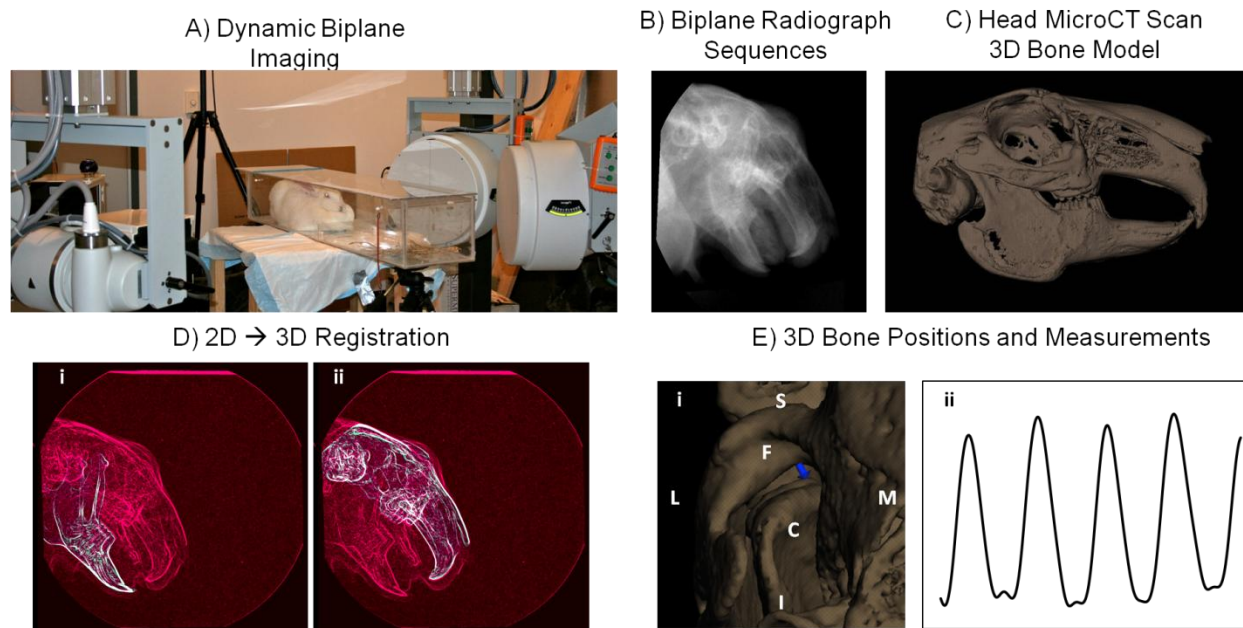 A) Dynamic Biplane
Imaging
B) Biplane Radiograph
Sequences
C) Head MicroCT Scan
3D Bone Model
D) 2D → 3D Registration
i
ii
E) 3D Bone Positions and Measurements
i
S
F
L
M
C
I
ii